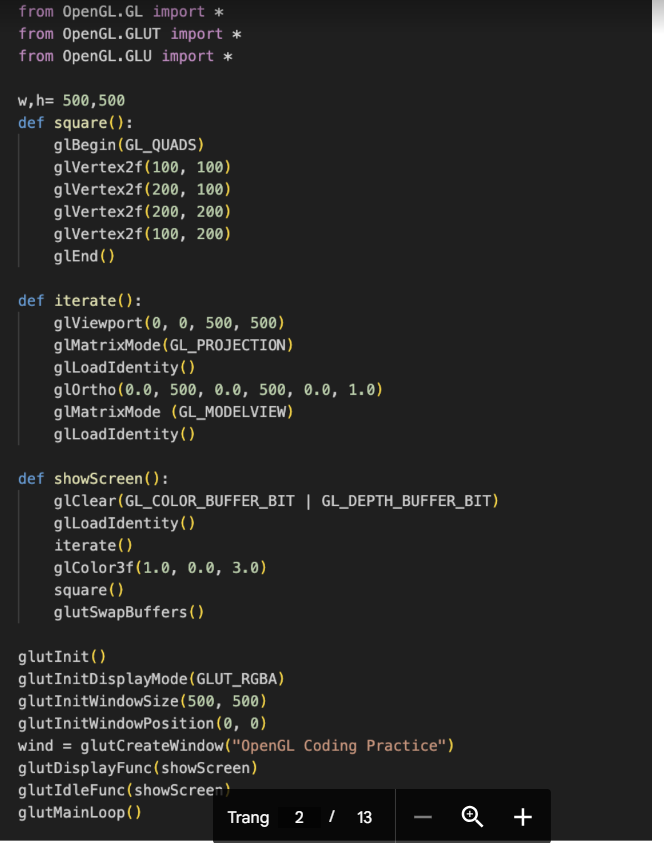 from OpenGL.GL import *
from OpenGL.GLUT import *
from OpenGL.GLU import *
w,h= 500,500
def square():
    glBegin(GL_QUADS)
    glVertex2f(100, 100)
    glVertex2f(200, 100)
    glVertex2f(200, 200)
    glVertex2f(100, 200)
    glEnd()
def iterate():
    glViewport(0, 0, 500, 500)
    glMatrixMode(GL_PROJECTION)
    glLoadIdentity()
    glOrtho(0.0, 500, 0.0, 500, 0.0, 1.0)
    glMatrixMode (GL_MODELVIEW)
    glLoadIdentity()
def showScreen():
    glClear(GL_COLOR_BUFFER_BIT | GL_DEPTH_BUFFER_BIT)
    glLoadIdentity()
    iterate()
    glColor3f(1.0, 0.0, 3.0)
    square()
    glutSwapBuffers()
glutInit()
glutInitDisplayMode(GLUT_RGBA)
glutInitWindowSize(500, 500)
glutInitWindowPosition(0, 0)
wind = glutCreateWindow("OpenGL Coding Practice")
glutDisplayFunc(showScreen)
glutIdleFunc(showScreen)
glutMainLoop()
Trang 2 / 13